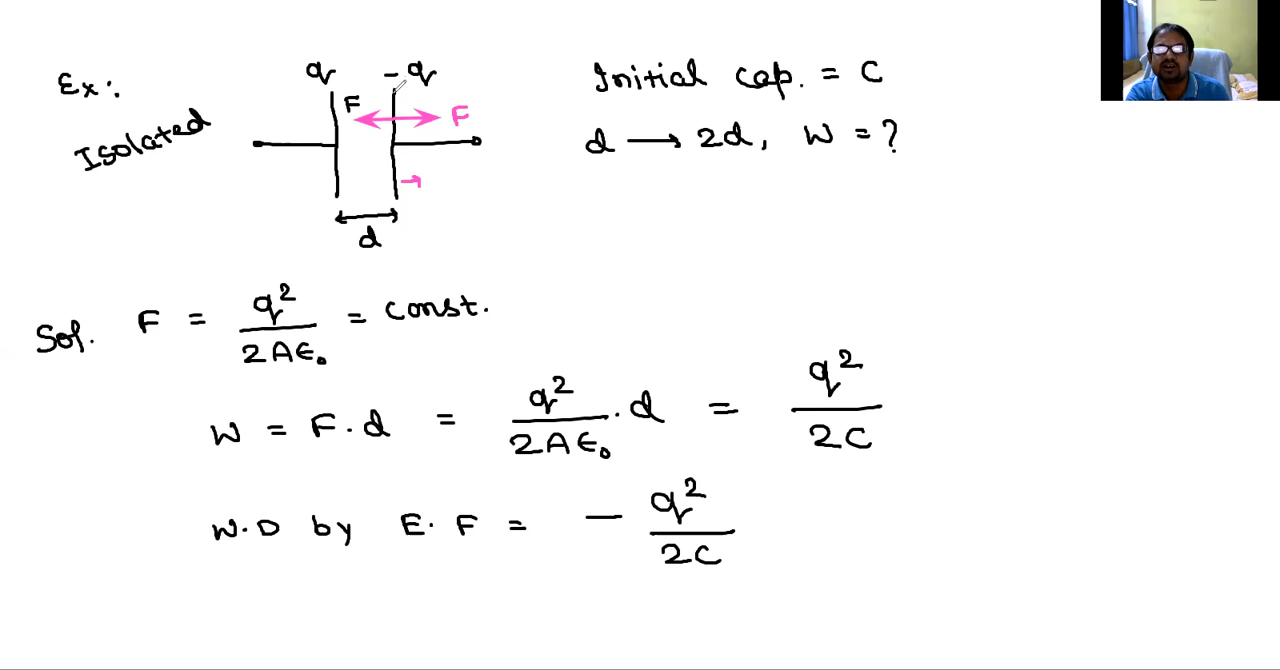 Ex:
Isolated
q - q
F F
d
Initial cap. = C
d → 2d, W = ?
Sol. F = q²/2Aϵ₀ = const.
W = F.d = q²/2Aϵ₀ . d = q²/2C
W.D by E.F = - q²/2C